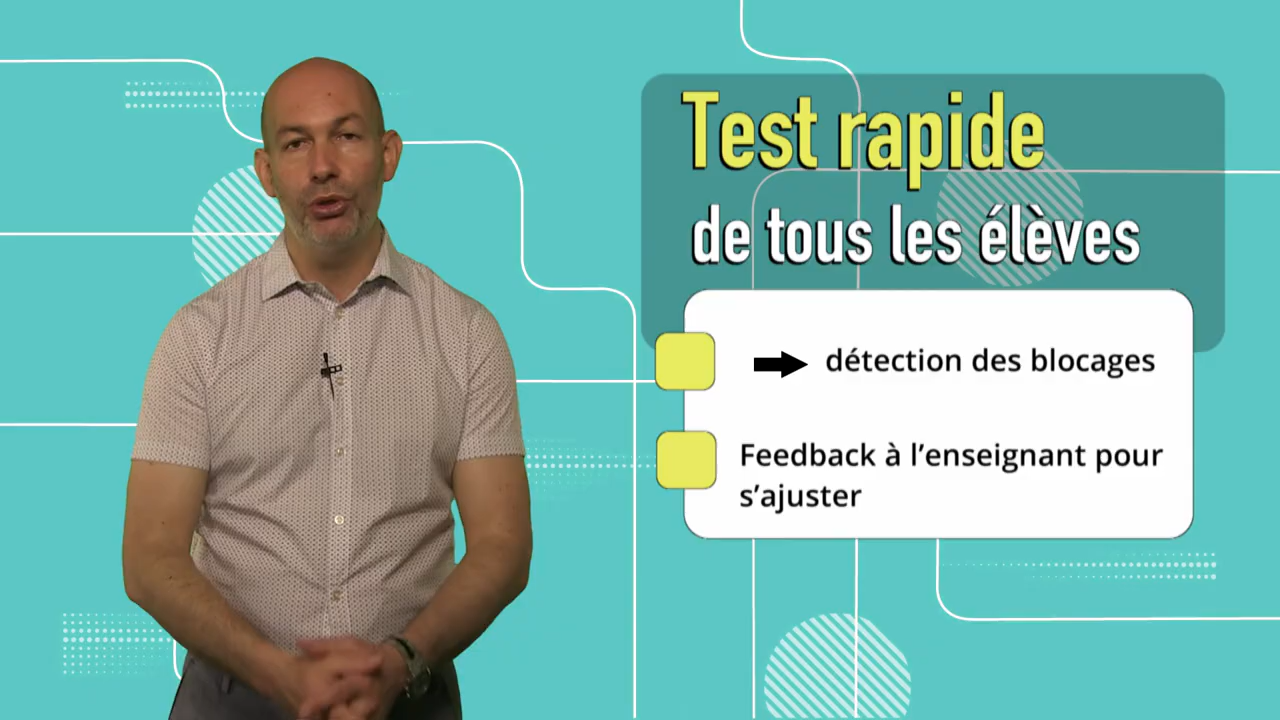 Test rapide
de tous les élèves
détection des blocages
Feedback à l’enseignant pour
s’ajuster